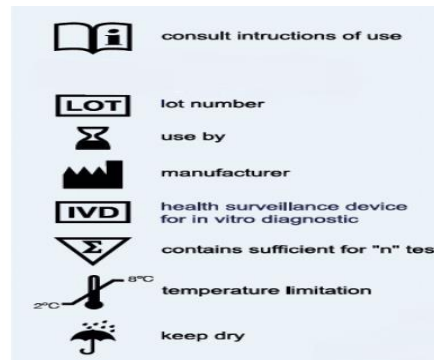 consult intructions of use
LOT lot number
use by
manufacturer
IVD health surveillance device
for in vitro diagnostic
Σ contains sufficient for "n" tes
8°C
2°C temperature limitation
keep dry